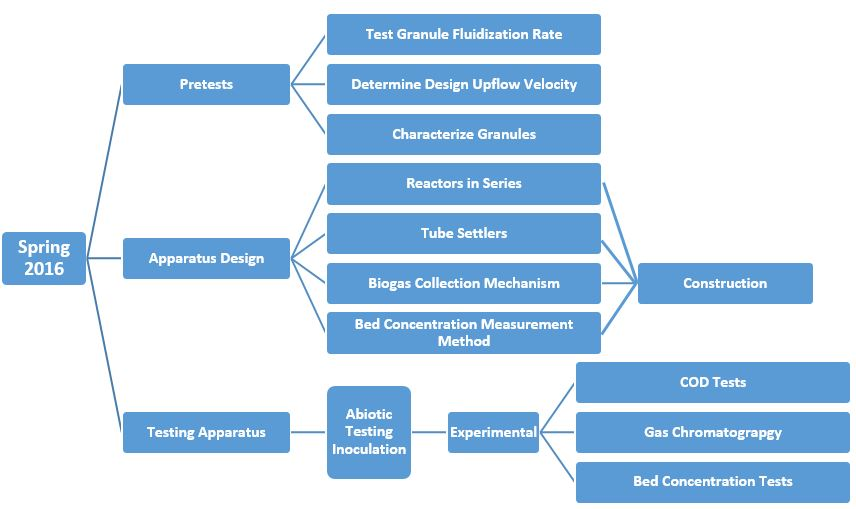 Test Granule Fluidization Rate
Pretests
Determine Design Upflow Velocity
Characterize Granules
Reactors in Series
Spring
2016
Apparatus Design
Tube Settlers
Biogas Collection Mechanism
Construction
Bed Concentration Measurement
Method
Testing Apparatus
Abiotic
Testing
Inoculation
Experimental
COD Tests
Gas Chromatograpgy
Bed Concentration Tests